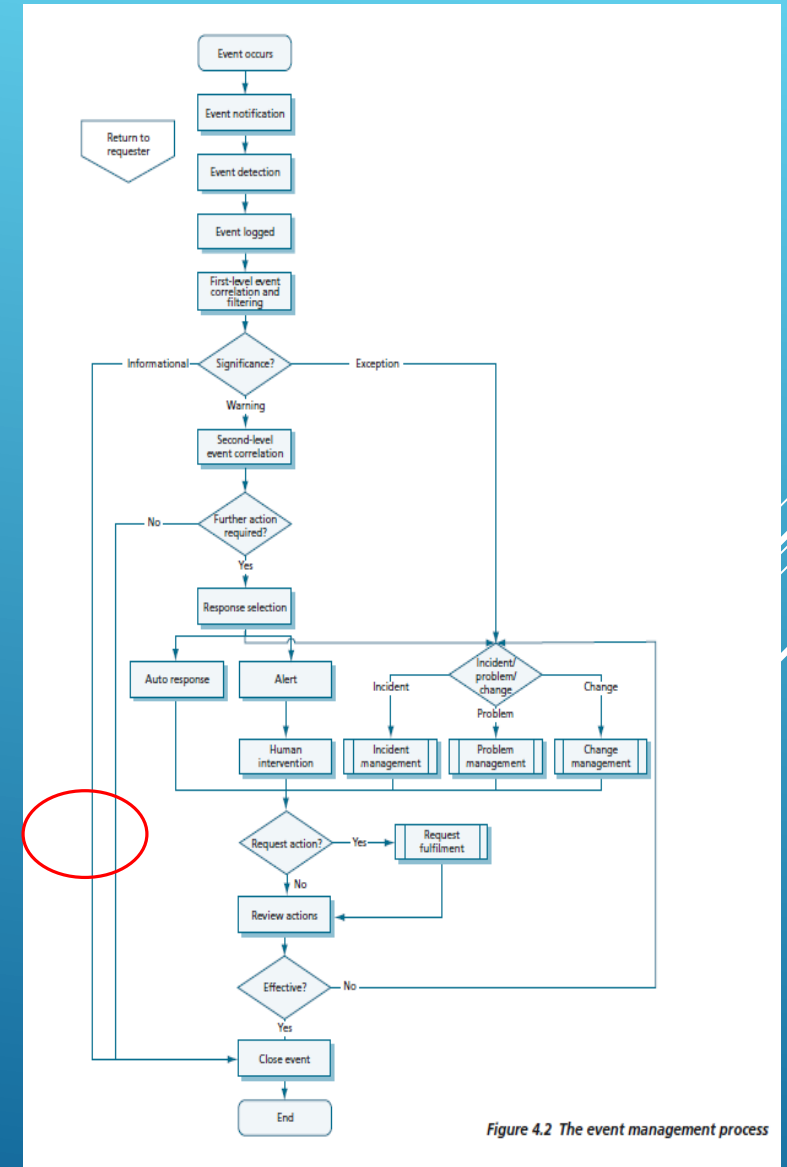 Event occurs
Event notification
Return to
requester
Event detection
Event logged
First-level event
correlation and
filtering
Informational
Significance?
Exception
Warning
Second-level
event correlation
No
Further action
required?
Yes
Response selection
Auto response
Alert
Incident/
problem/
change
Incident
Change
Problem
Human
intervention
Incident
management
Problem
management
Change
management
Request action?
Yes
Request
fulfilment
No
Review actions
Effective?
No
Yes
Close event
End
Figure 4.2 The event management process